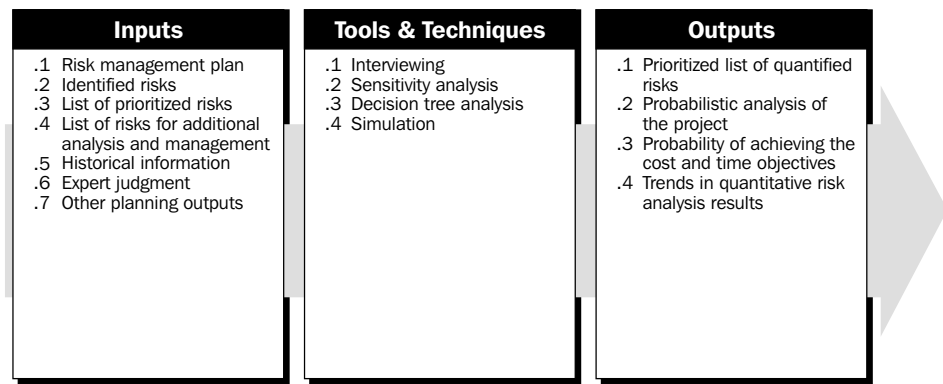 Inputs
.1 Risk management plan
.2 Identified risks
.3 List of prioritized risks
.4 List of risks for additional
analysis and management
.5 Historical information
.6 Expert judgment
.7 Other planning outputs
Tools & Techniques
.1 Interviewing
.2 Sensitivity analysis
.3 Decision tree analysis
.4 Simulation
Outputs
.1 Prioritized list of quantified
risks
.2 Probabilistic analysis of
the project
.3 Probability of achieving the
cost and time objectives
.4 Trends in quantitative risk
analysis results